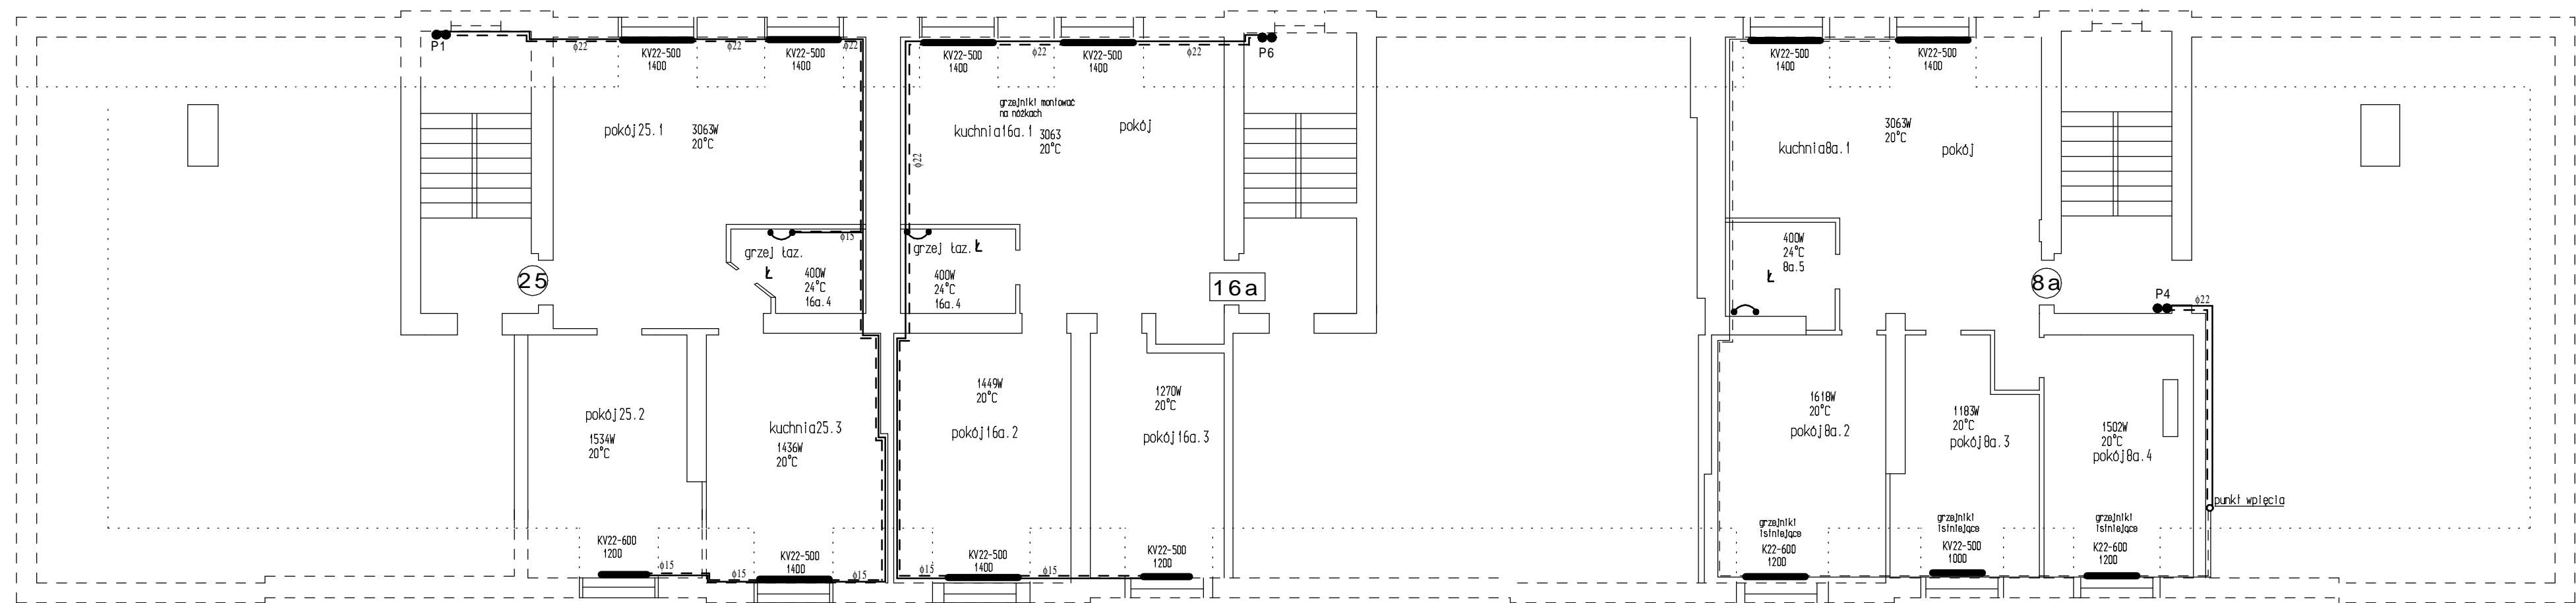 P1
φ22
KV22-500
1400
φ22
KV22-500
1400
φ22
pokój25.1
3063W
20°C
grzej łaz.
φ15
Ł
400W
24°C
16a.4
25
pokój25.2
1534W
20°C
kuchnia25.3
1436W
20°C
KV22-600
1200
φ15
φ15
KV22-500
1400
φ15
KV22-500
1400
φ22
KV22-500
1400
φ22
P6
grzejniki montować
na nóżkach
kuchnia16a.1
3063
20°C
pokój
φ22
grzej łaz.
Ł
400W
24°C
16a.4
16a
1449W
20°C
pokój16a.2
1270W
20°C
pokój16a.3
φ15
KV22-500
1400
φ15
KV22-500
1200
KV22-500
1400
KV22-500
1400
3063W
20°C
kuchnia8a.1
pokój
400W
24°C
8a.5
Ł
8a
P4
φ22
1618W
20°C
pokój8a.2
1183W
20°C
pokój8a.3
1502W
20°C
pokój8a.4
punkt wpięcia
grzejniki
istniejące
K22-600
1200
grzejniki
istniejące
KV22-500
1000
grzejniki
istniejące
K22-600
1200